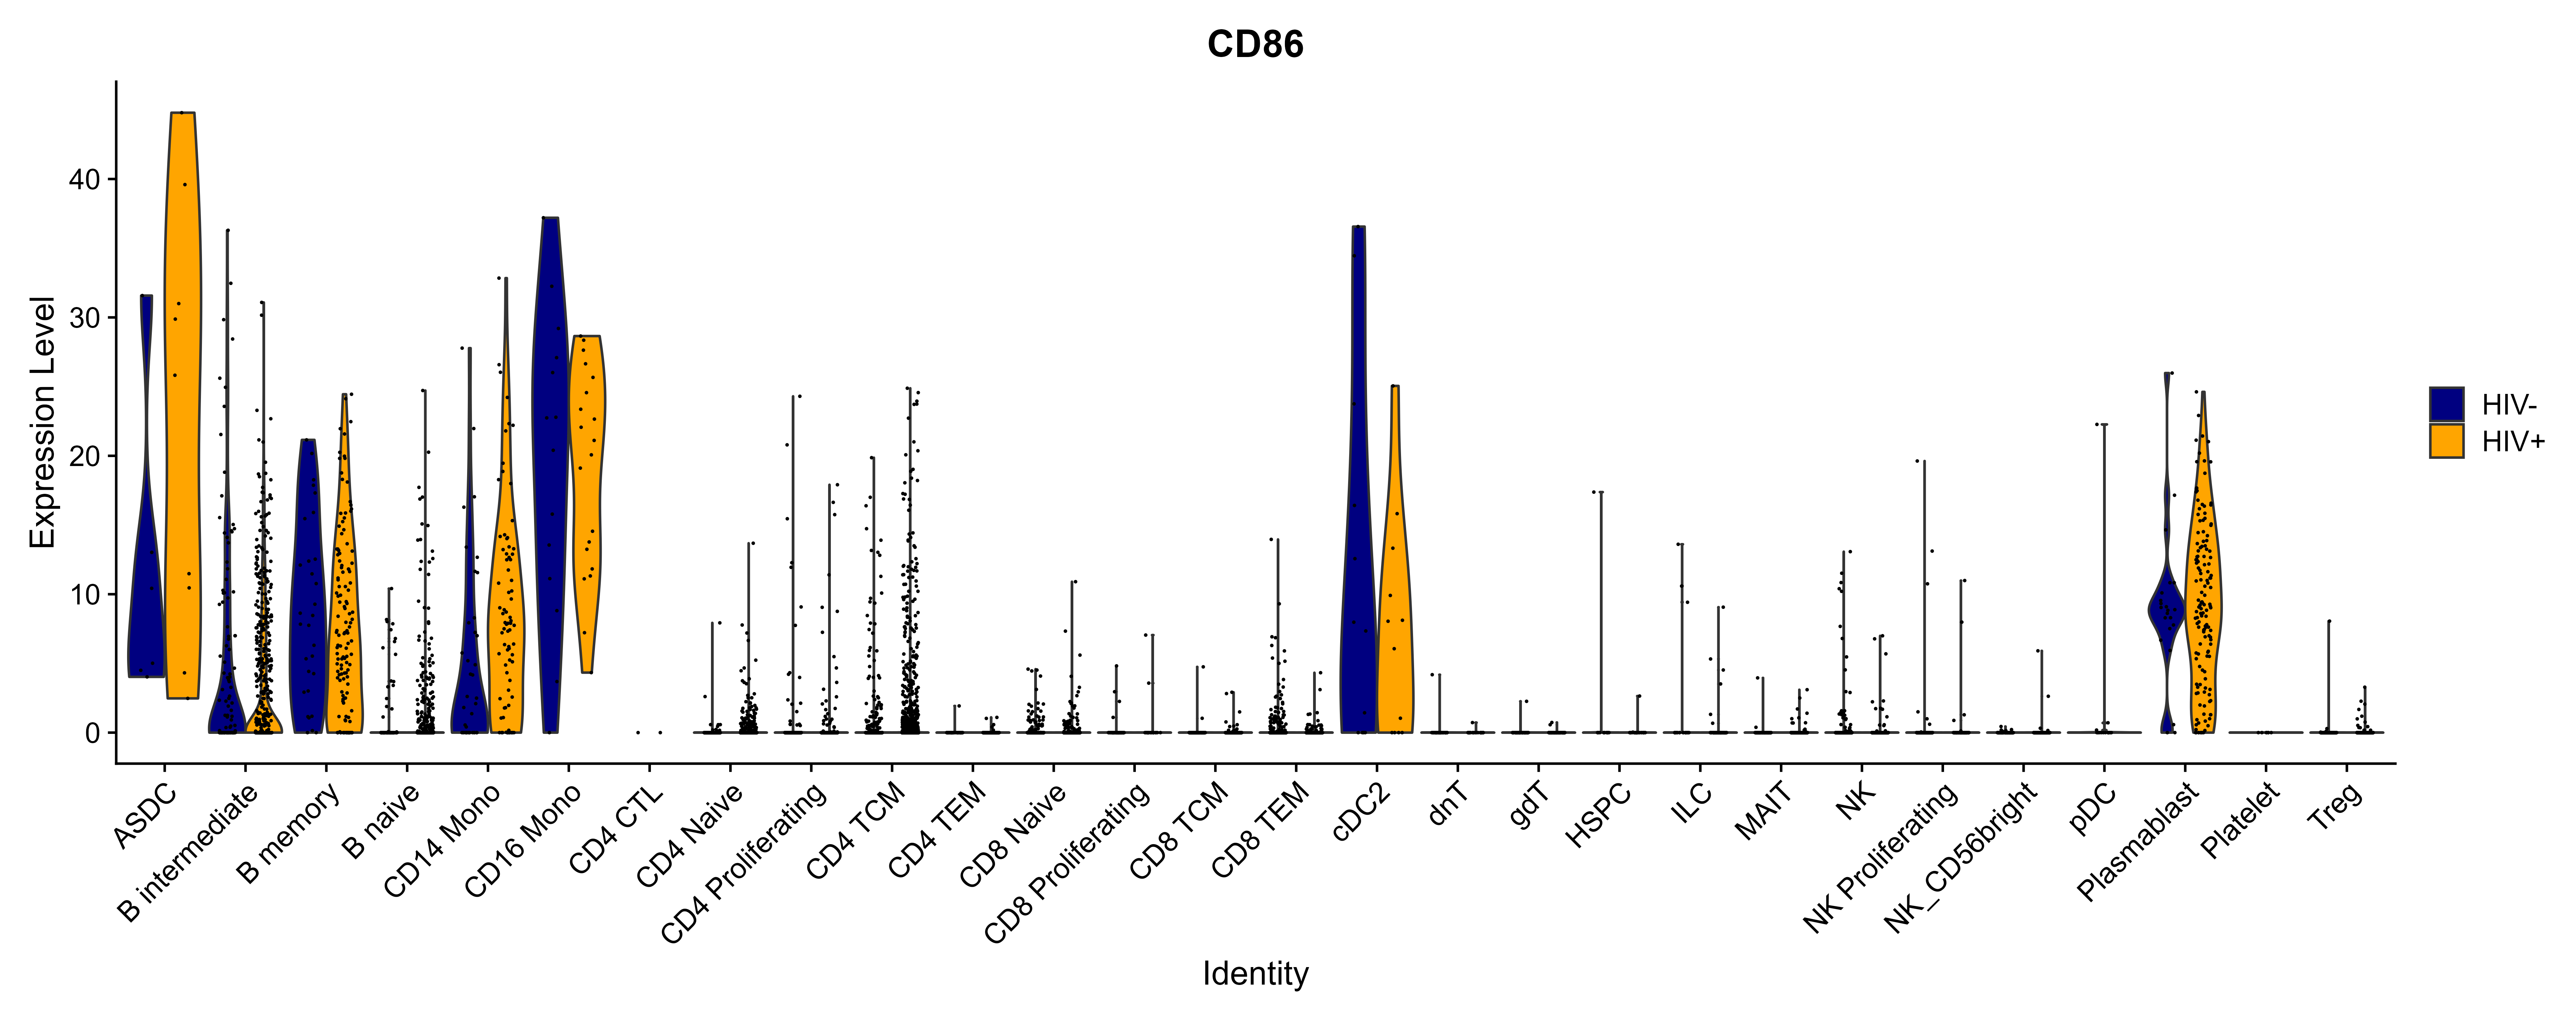 CD86
Expression Level
40
30
20
10
0
HIV-
HIV+
ASDC
B intermediate
B memory
B naive
CD14 Mono
CD16 Mono
CD4 CTL
CD4 Naive
CD4 Proliferating
CD4 TCM
CD4 TEM
CD8 Naive
CD8 Proliferating
CD8 TCM
CD8 TEM
cDC2
dnT
gdT
HSPC
ILC
MAIT
NK
NK Proliferating
NK_CD56bright
pDC
Plasmablast
Platelet
Treg
Identity